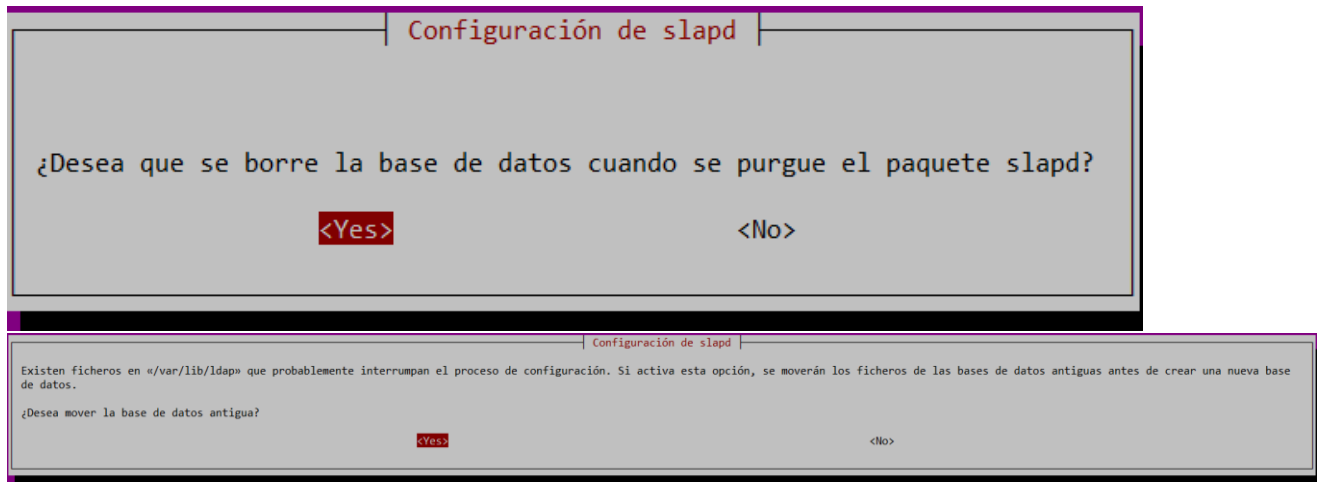 Configuración de slapd
¿Desea que se borre la base de datos cuando se purgue el paquete slapd?
<Yes> <No>
Configuración de slapd
Existen ficheros en «/var/lib/ldap» que probablemente interrumpan el proceso de configuración. Si activa esta opción, se moverán los ficheros de las bases de datos antiguas antes de crear una nueva base
de datos.
¿Desea mover la base de datos antigua?
<Yes> <No>